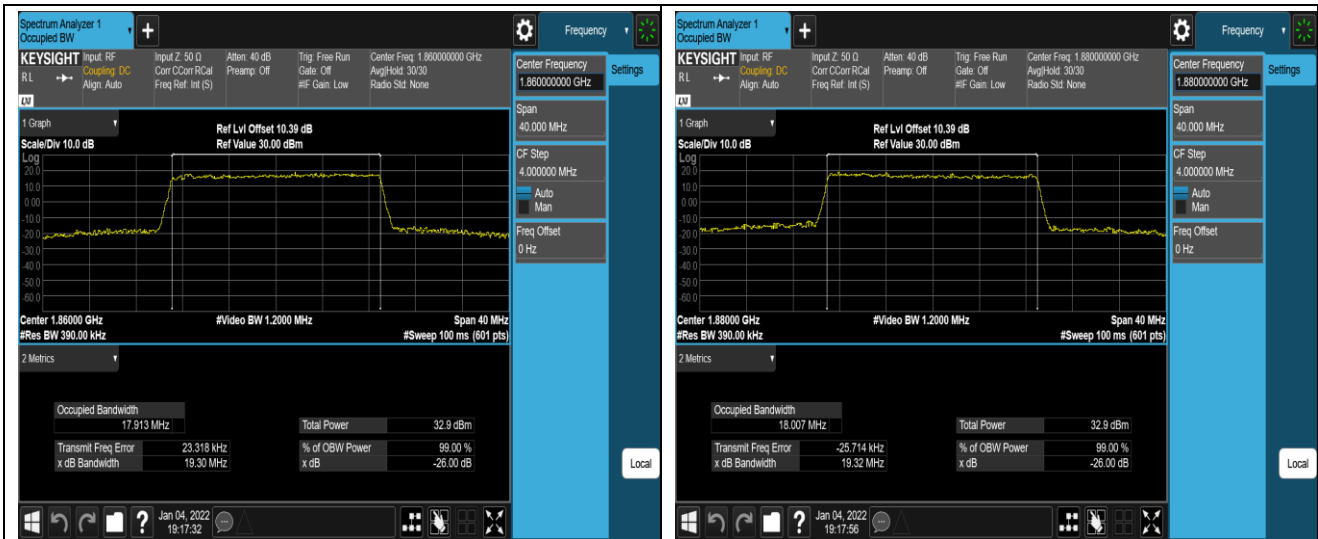 Spectrum Analyzer 1
Occupied BW
+
Frequency
KEYSIGHT Input: RF Input Z: 50 Ω Atten: 40 dB Trig: Free Run Center Freq: 1.860000000 GHz
RL Coupling: DC Corr CCorr RCal Preamp: Off Gate: Off Avg|Hold: 30/30
Align: Auto Freq Ref: Int (S) #IF Gain: Low Radio Std: None
LXI
Center Frequency
1.860000000 GHz
Settings
Span
40.000 MHz
CF Step
4.000000 MHz
Auto
Man
Freq Offset
0 Hz
Local
1 Graph
Ref Lvl Offset 10.39 dB
Scale/Div 10.0 dB Ref Value 30.00 dBm
Log
20.0
10.0
0.00
-10.0
-20.0
-30.0
-40.0
-50.0
-60.0
Center 1.86000 GHz #Video BW 1.2000 MHz Span 40 MHz
#Res BW 390.00 kHz #Sweep 100 ms (601 pts)
2 Metrics
Occupied Bandwidth
17.913 MHz Total Power 32.9 dBm
Transmit Freq Error 23.318 kHz % of OBW Power 99.00 %
x dB Bandwidth 19.30 MHz x dB -26.00 dB
? Jan 04, 2022
19:17:32
Spectrum Analyzer 1
Occupied BW
+
Frequency
KEYSIGHT Input: RF Input Z: 50 Ω Atten: 40 dB Trig: Free Run Center Freq: 1.880000000 GHz
RL Coupling: DC Corr CCorr RCal Preamp: Off Gate: Off Avg|Hold: 30/30
Align: Auto Freq Ref: Int (S) #IF Gain: Low Radio Std: None
LXI
Center Frequency
1.880000000 GHz
Settings
Span
40.000 MHz
CF Step
4.000000 MHz
Auto
Man
Freq Offset
0 Hz
Local
1 Graph
Ref Lvl Offset 10.39 dB
Scale/Div 10.0 dB Ref Value 30.00 dBm
Log
20.0
10.0
0.00
-10.0
-20.0
-30.0
-40.0
-50.0
-60.0
Center 1.88000 GHz #Video BW 1.2000 MHz Span 40 MHz
#Res BW 390.00 kHz #Sweep 100 ms (601 pts)
2 Metrics
Occupied Bandwidth
18.007 MHz Total Power 32.9 dBm
Transmit Freq Error -25.714 kHz % of OBW Power 99.00 %
x dB Bandwidth 19.32 MHz x dB -26.00 dB
? Jan 04, 2022
19:17:56